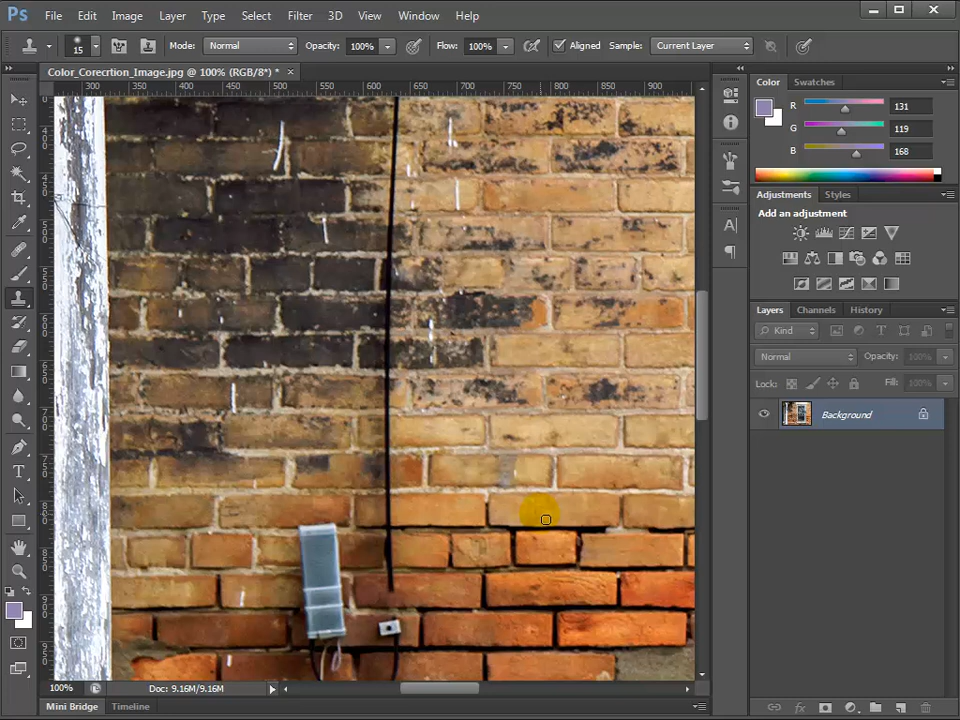 Ps File Edit Image Layer Type Select Filter 3D View Window Help
15 Mode: Normal Opacity: 100% Flow: 100% Aligned Sample: Current Layer
Color_Corecrtion_Image.jpg @ 100% (RGB/8*) * ×
300 350 400 450 500 550 600 650 700 750 800 850 900
Color Swatches
R 131
G 119
B 168
Adjustments Styles
Add an adjustment
Layers Channels History
Kind
Normal Opacity: 100%
Lock: Fill: 100%
Background
100% Doc: 9.16M/9.16M
Mini Bridge Timeline